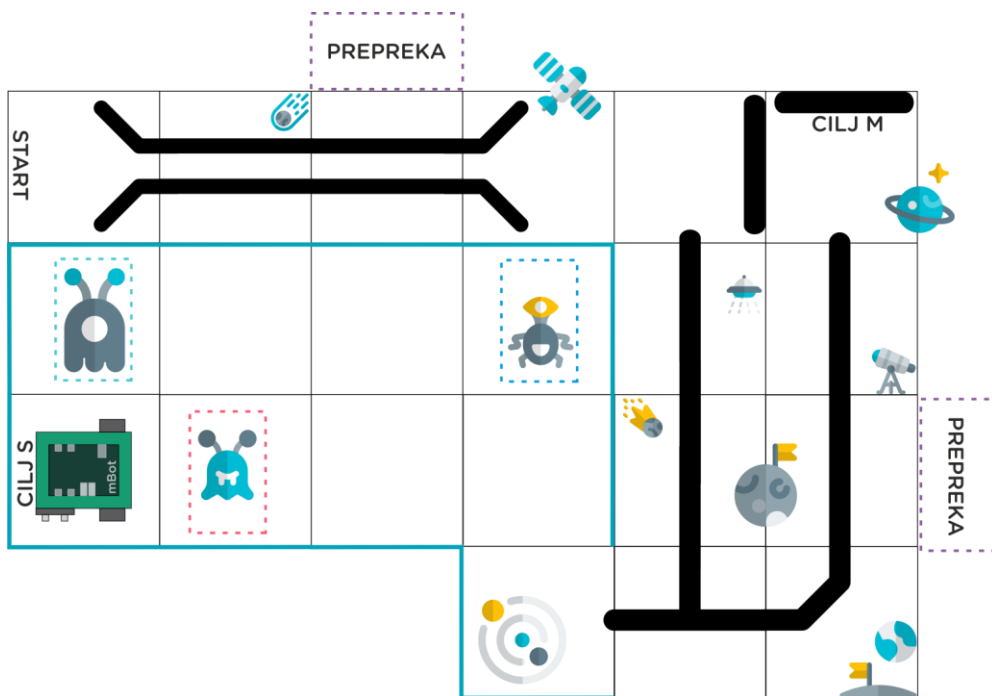 PREPREKA
START
CILJ M
CILJ S
mBot
PREPREKA